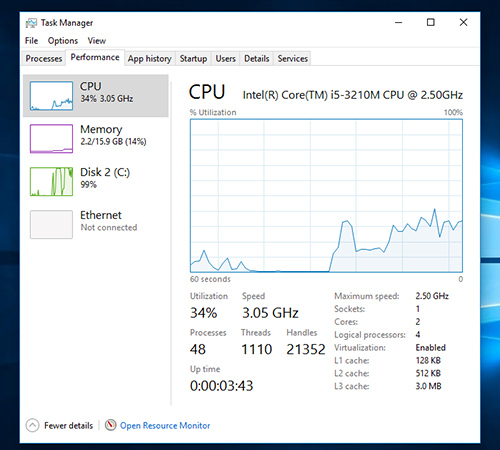 Task Manager
File Options View
Processes Performance App history Startup Users Details Services
CPU
34% 3.05 GHz
Memory
2.2/15.9 GB (14%)
Disk 2 (C:)
99%
Ethernet
Not connected
CPU Intel(R) Core(TM) i5-3210M CPU @ 2.50GHz
% Utilization 100%
60 seconds 0
Utilization Speed
34% 3.05 GHz
Processes Threads Handles
48 1110 21352
Up time
0:00:03:43
Maximum speed: 2.50 GHz
Sockets: 1
Cores: 2
Logical processors: 4
Virtualization: Enabled
L1 cache: 128 KB
L2 cache: 512 KB
L3 cache: 3.0 MB
Fewer details Open Resource Monitor